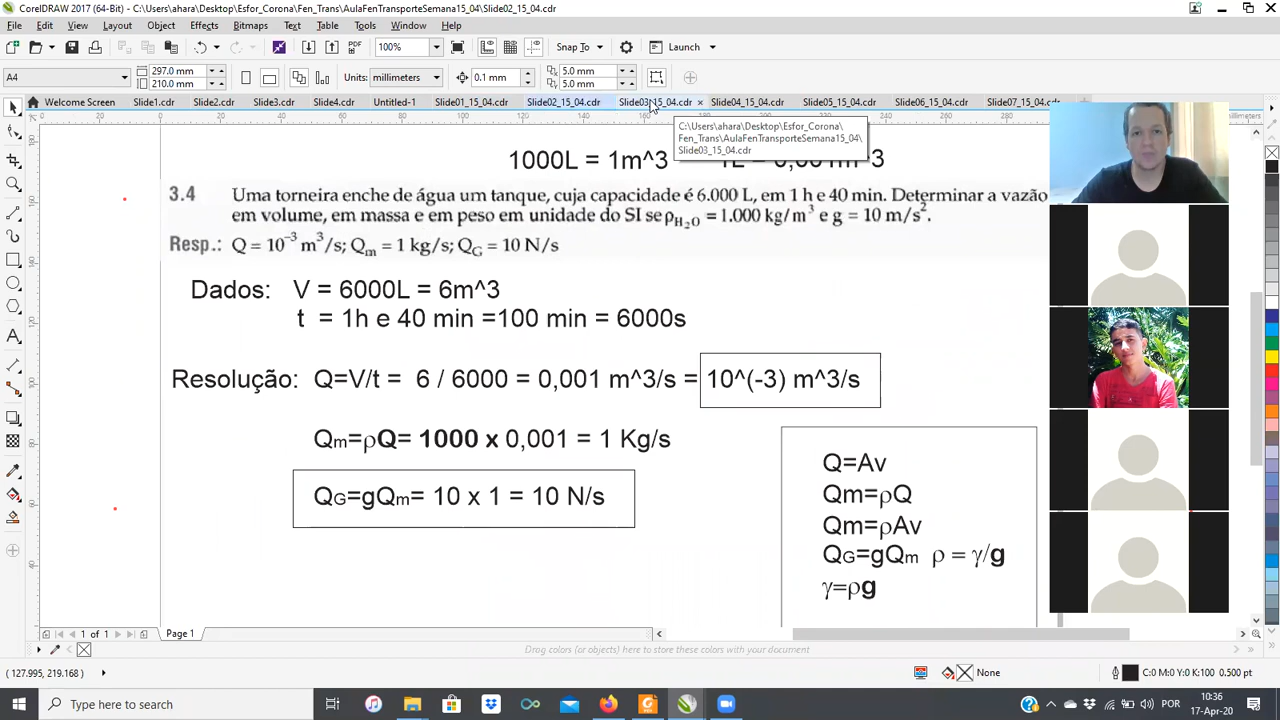 CorelDRAW 2017 (64-Bit) - C:\Users\ahara\Desktop\Esfor_Corona\Fen_Trans\AulaFenTransporteSemana15_04\Slide02_15_04.cdr
File Edit View Layout Object Effects Bitmaps Text Table Tools Window Help
100% Snap To Launch
A4 297.0 mm 210.0 mm Units: millimeters 0.1 mm 5.0 mm 5.0 mm
Welcome Screen Slide1.cdr Slide2.cdr Slide3.cdr Slide4.cdr Untitled-1 Slide01_15_04.cdr Slide02_15_04.cdr Slide03_15_04.cdr Slide04_15_04.cdr Slide05_15_04.cdr Slide06_15_04.cdr Slide07_15_04.cdr
C:\Users\ahara\Desktop\Esfor_Corona\
Fen_Trans\AulaFenTransporteSemana15_04\
Slide03_15_04.cdr
1000L = 1m^3
3.4 Uma torneira enche de água um tanque, cuja capacidade é 6.000 L, em 1 h e 40 min. Determinar a vazão
em volume, em massa e em peso em unidade do SI se ρH₂O = 1.000 kg/m³ e g = 10 m/s².
Resp.: Q = 10⁻³ m³/s; Qm = 1 kg/s; QG = 10 N/s
Dados: V = 6000L = 6m^3
t = 1h e 40 min =100 min = 6000s
Resolução: Q=V/t = 6 / 6000 = 0,001 m^3/s = 10^(-3) m^3/s
Qm=ρQ= 1000 x 0,001 = 1 Kg/s
QG=gQm= 10 x 1 = 10 N/s
Q=Av
Qm=ρQ
Qm=ρAv
QG=gQm ρ = γ/g
γ=ρg
1 of 1 Page 1
Drag colors (or objects) here to store these colors with your document
(127.995, 219.168) None C:0 M:0 Y:0 K:100 0.500 pt
Type here to search
POR
10:36
17-Apr-20